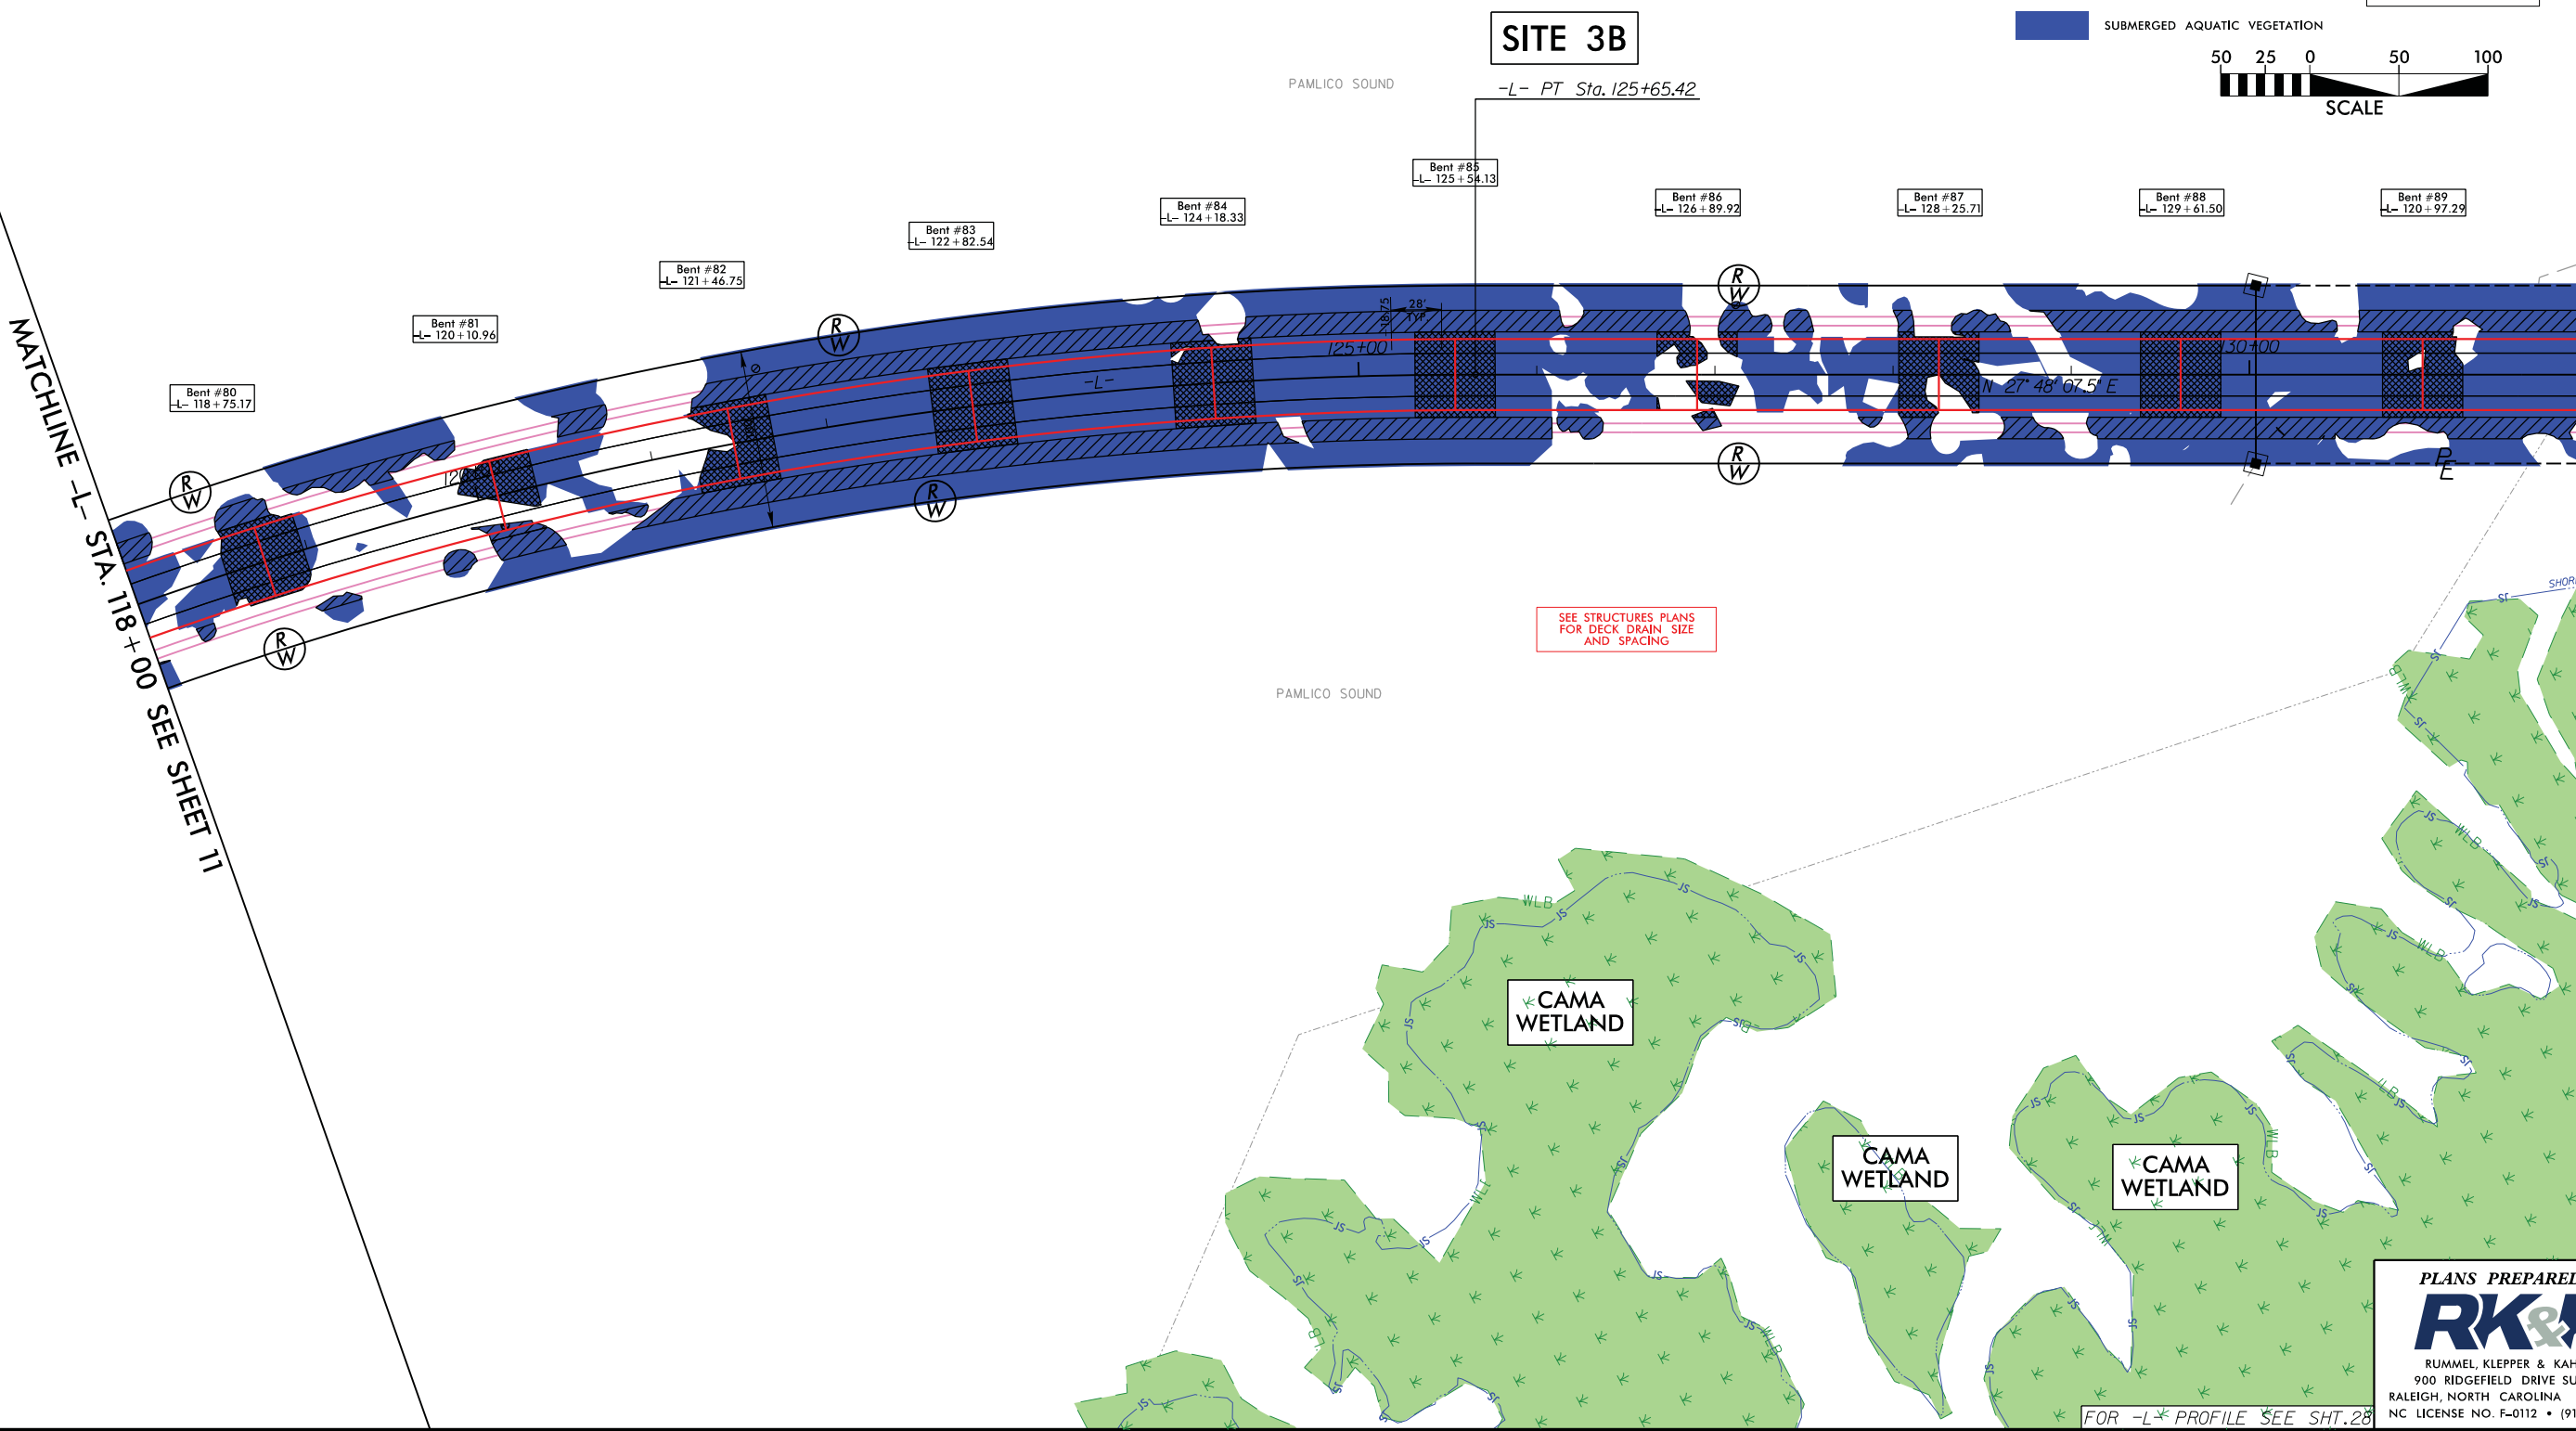 SITE 3B
SUBMERGED AQUATIC VEGETATION
50 25 0 50 100
SCALE
PAMLICO SOUND
-L- PT Sta. 125+65.42
Bent #80
-L- 118+75.17
Bent #81
-L- 120+10.96
Bent #82
-L- 121+46.75
Bent #83
-L- 122+82.54
Bent #84
-L- 124+18.33
Bent #85
-L- 125+54.13
Bent #86
-L- 126+89.92
Bent #87
-L- 128+25.71
Bent #88
-L- 129+61.50
Bent #89
-L- 120+97.29
R
W
R
W
R
W
R
W
R
W
R
W
18.75
28'
TYP
125+00
130+00
-L-
N 27° 48' 07.5" E
P
E
MATCHLINE -L- STA. 118+00 SEE SHEET 11
SEE STRUCTURES PLANS
FOR DECK DRAIN SIZE
AND SPACING
PAMLICO SOUND
JS
WLB
CAMA
WETLAND
CAMA
WETLAND
CAMA
WETLAND
FOR -L- PROFILE SEE SHT. 28
PLANS PREPARED
RK&
RUMMEL, KLEPPER & KAH
900 RIDGEFIELD DRIVE SU
RALEIGH, NORTH CAROLINA
NC LICENSE NO. F-0112 • (91